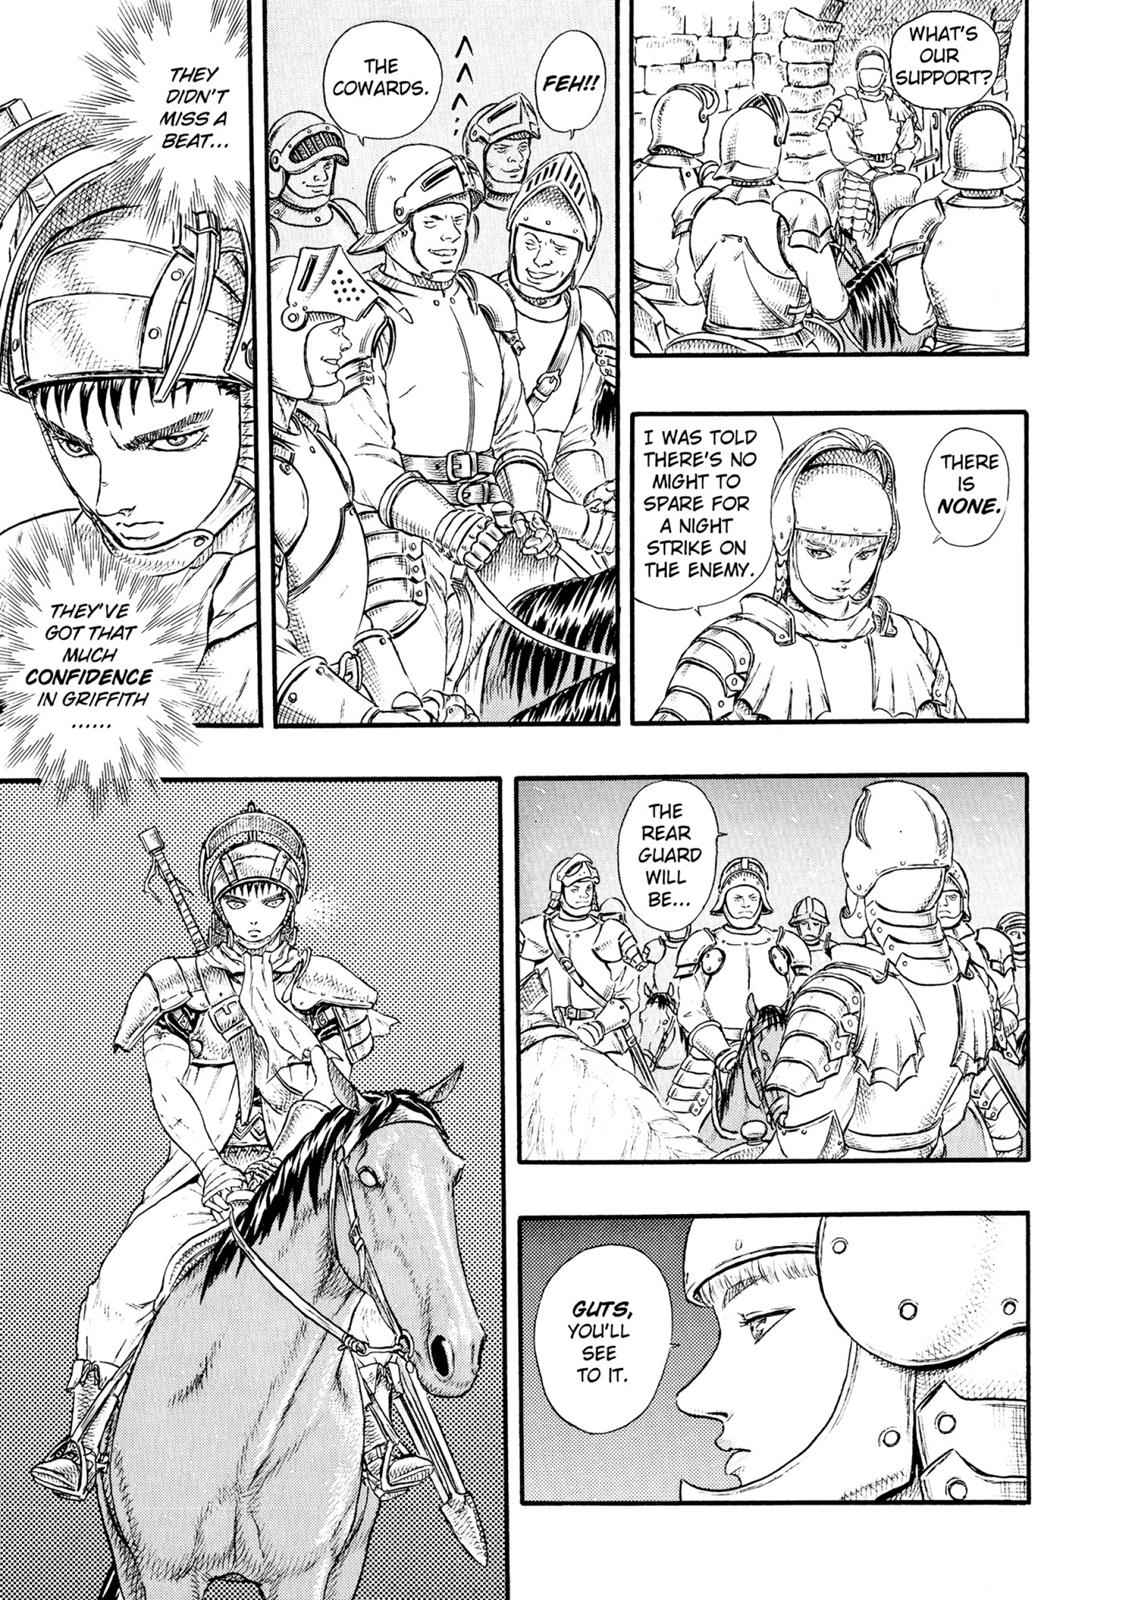 WHAT'S
OUR
SUPPORT?
THERE
IS
NONE.
I WAS TOLD
THERE'S NO
MIGHT TO
SPARE FOR
A NIGHT
STRIKE ON
THE ENEMY.
FEH!!
THE
COWARDS.
THEY
DIDN'T
MISS A
BEAT...
THEY'VE
GOT THAT
MUCH
CONFIDENCE
IN GRIFFITH
......
THE
REAR
GUARD
WILL
BE...
GUTS,
YOU'LL
SEE
TO IT.